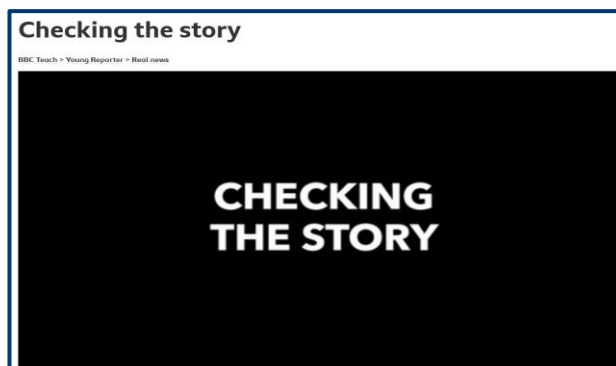 Checking the story
BBC Teach > Young Reporter > Real news
CHECKING
THE STORY